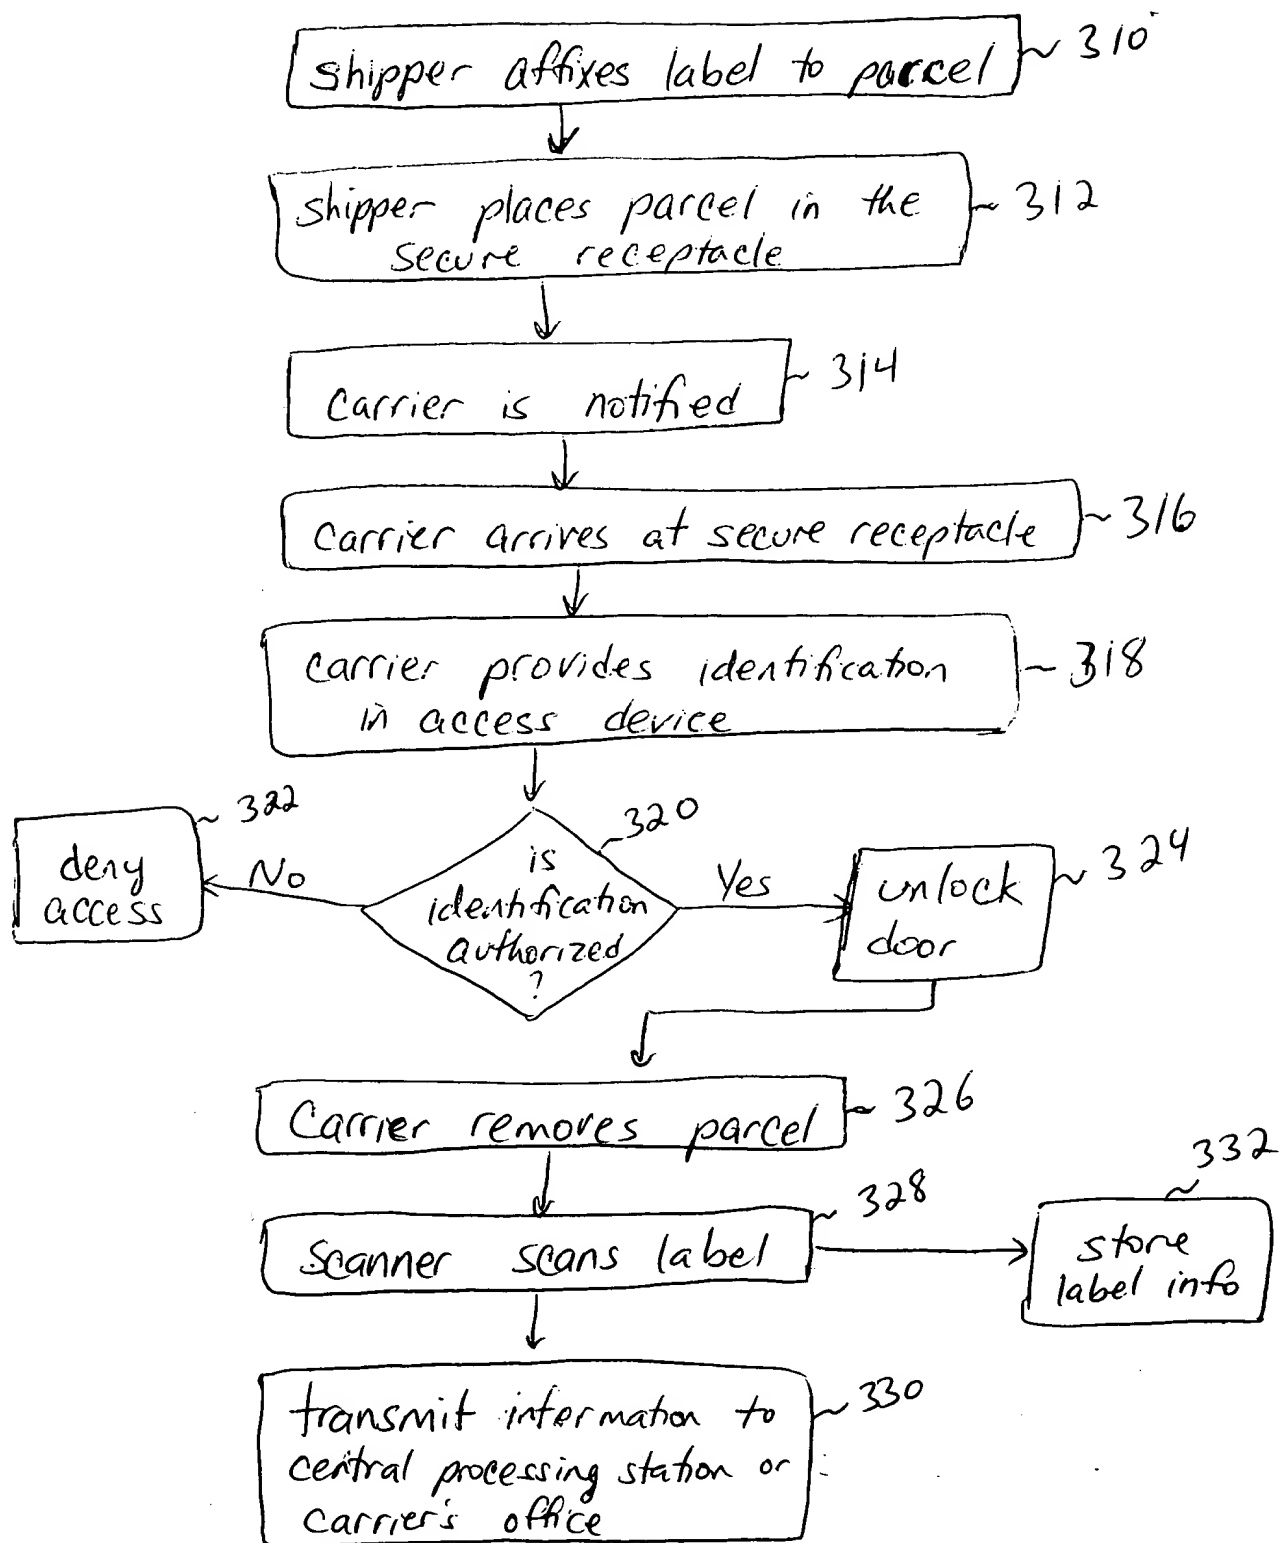 shipper affixes label to parcel
310
shipper places parcel in the
secure receptacle
312
Carrier is notified
314
Carrier arrives at secure receptacle
316
Carrier provides identification
in access device
318
322
deny
access
No
320
is
identification
authorized
?
Yes
324
unlock
door
Carrier removes parcel
326
Scanner scans label
328
332
store
label info
transmit information to
central processing station or
Carrier's office
330